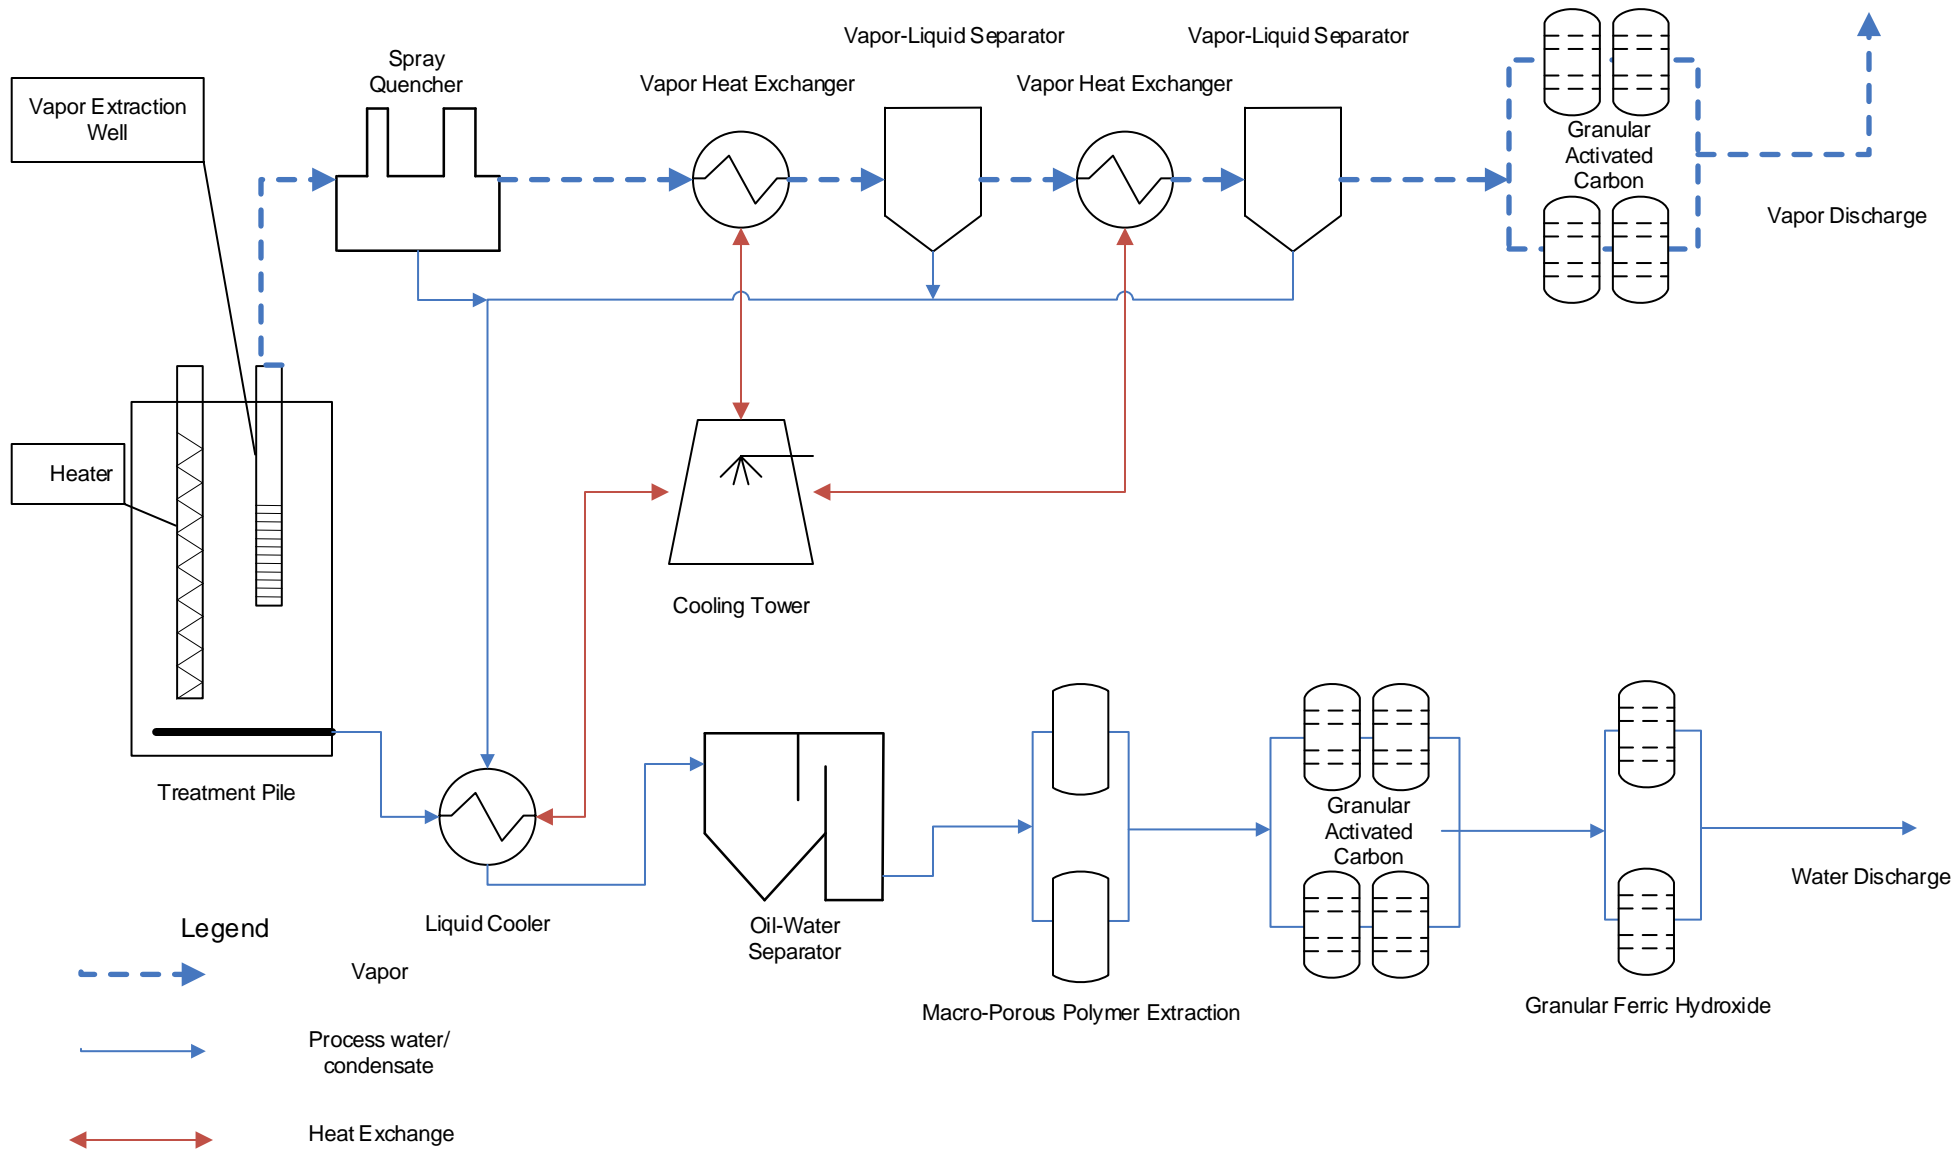 Vapor-Liquid Separator
Vapor-Liquid Separator
Spray
Quencher
Vapor Heat Exchanger
Vapor Heat Exchanger
Vapor Extraction
Well
Granular
Activated
Carbon
Vapor Discharge
Heater
Cooling Tower
Treatment Pile
Granular
Activated
Carbon
Water Discharge
Liquid Cooler
Oil-Water
Separator
Macro-Porous Polymer Extraction
Granular Ferric Hydroxide
Legend
Vapor
Process water/
condensate
Heat Exchange